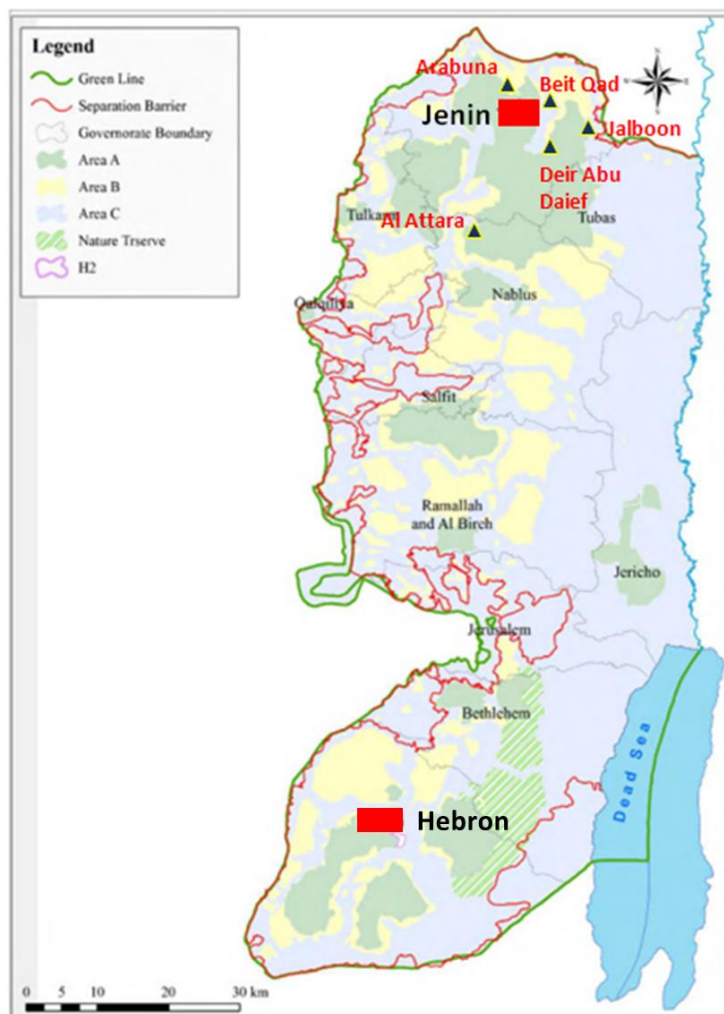 Legend
Green Line
Separation Barrier
Governorate Boundary
Area A
Area B
Area C
Nature Trserve
H2
Arabuna
Beit Qad
Jenin
Jalboon
Deir Abu
Daief
Tulkarm
Al Attara
Tubas
Qalqiliya
Nablus
Salfit
Ramallah
and Al Birch
Jericho
Jerusalem
Bethlehem
Dead Sea
Hebron
0 5 10 20 30 km